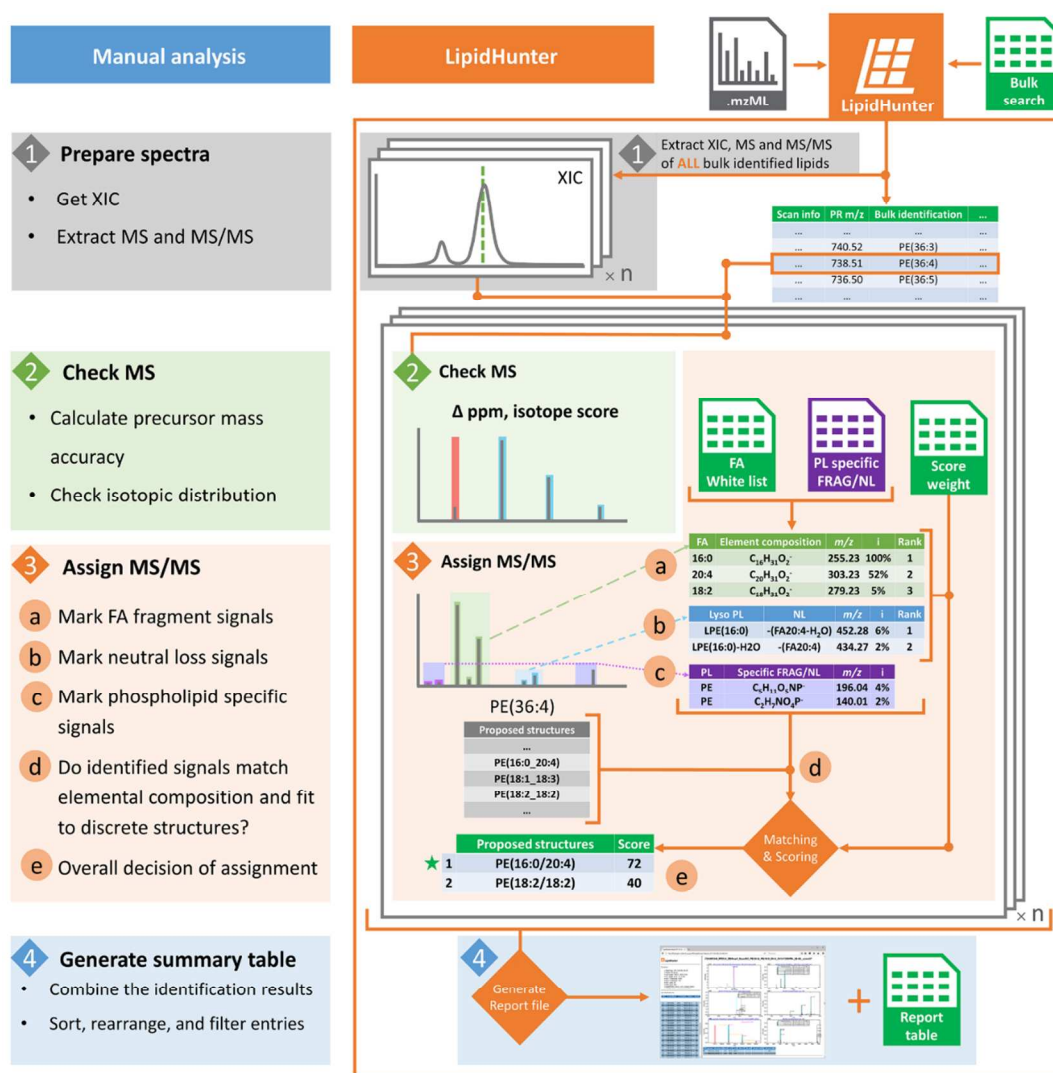 Manual analysis
LipidHunter
.mzML
LipidHunter
Bulk
search
1 Prepare spectra
• Get XIC
• Extract MS and MS/MS
XIC
× n
1 Extract XIC, MS and MS/MS
of ALL bulk identified lipids
Scan info PR m/z Bulk identification ...
... ... ...
... 740.52 PE(36:3)
... 738.51 PE(36:4) ...
... 736.50 PE(36:5)
... ... ... ...
2 Check MS
• Calculate precursor mass
accuracy
• Check isotopic distribution
2 Check MS
Δ ppm, isotope score
FA
White list
PL specific
FRAG/NL
Score
weight
3 Assign MS/MS
a Mark FA fragment signals
b Mark neutral loss signals
c Mark phospholipid specific
signals
d Do identified signals match
elemental composition and fit
to discrete structures?
e Overall decision of assignment
3 Assign MS/MS
a
b
c
FA Element composition m/z i Rank
16:0 C₁₆H₃₁O₂⁻ 255.23 100% 1
20:4 C₂₀H₃₁O₂⁻ 303.23 52% 2
18:2 C₁₈H₃₁O₂⁻ 279.23 5% 3
Lyso PL NL m/z i Rank
LPE(16:0) -(FA20:4-H₂O) 452.28 6% 1
LPE(16:0)-H2O -(FA20:4) 434.27 2% 2
PL Specific FRAG/NL m/z i
PE 196.04 4%
PE C₂H₇NO₄P⁻ 140.01 2%
PE(36:4)
Proposed structures
...
PE(16:0_20:4)
PE(18:1_18:3)
PE(18:2_18:2)
...
d
Matching
& Scoring
Proposed structures Score
1 PE(16:0/20:4) 72
2 PE(18:2/18:2) 40
e
× n
4 Generate summary table
• Combine the identification results
• Sort, rearrange, and filter entries
4
Generate
Report file
+
Report
table